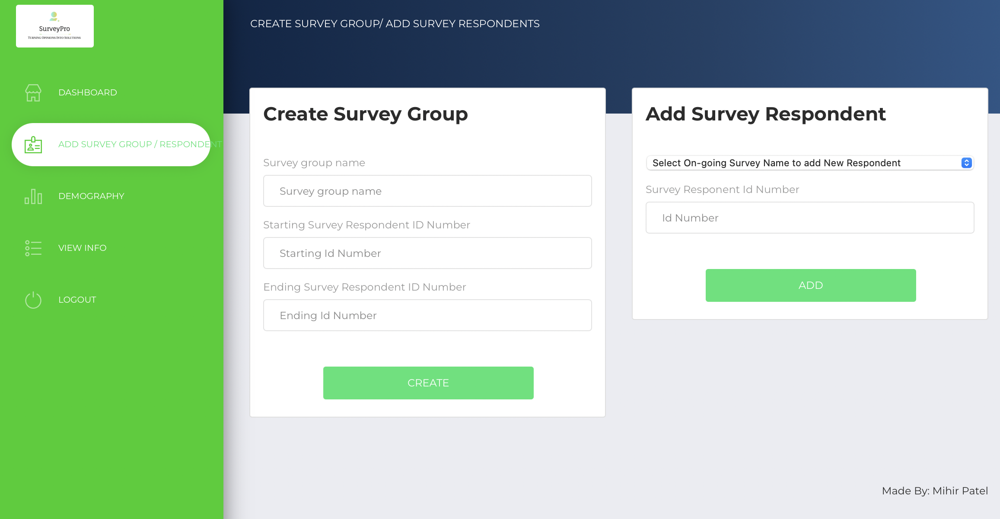 SurveyPro
TURNING OPINIONS INTO SOLUTIONS
DASHBOARD
ADD SURVEY GROUP / RESPONDENT
DEMOGRAPHY
VIEW INFO
LOGOUT
CREATE SURVEY GROUP/ ADD SURVEY RESPONDENTS
Create Survey Group
Survey group name
Survey group name
Starting Survey Respondent ID Number
Starting Id Number
Ending Survey Respondent ID Number
Ending Id Number
CREATE
Add Survey Respondent
Select On-going Survey Name to add New Respondent
Survey Responent Id Number
Id Number
ADD
Made By: Mihir Patel